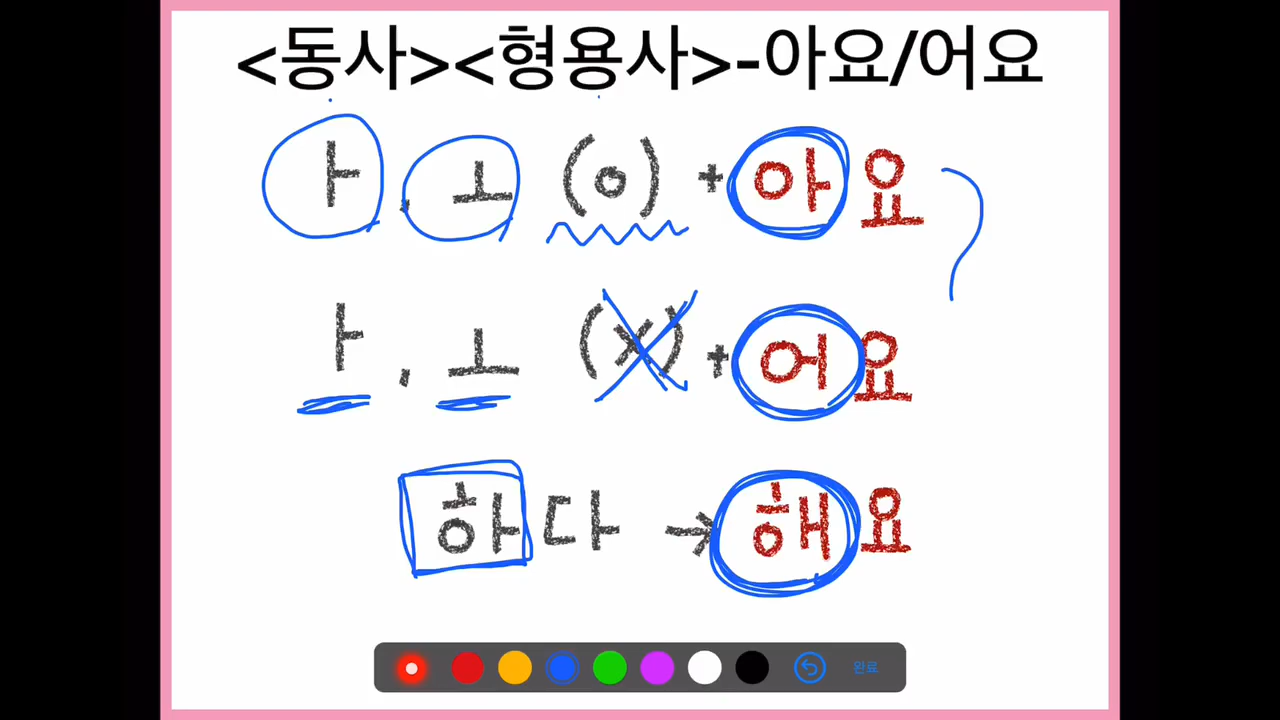 <동사><형용사>-아요/어요
ㅏ, ㅗ (o) + 아요
ㅏ, ㅗ (x) + 어요
하다 → 해요
완료